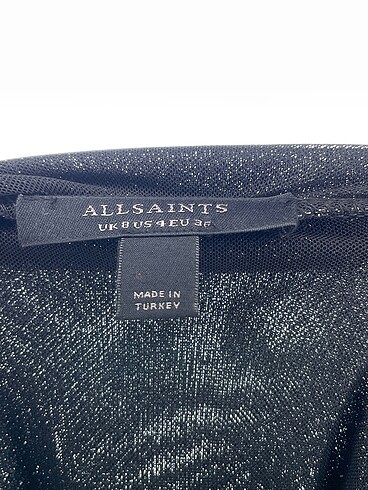 ALLSAINTS
UK 8 US 4 EU 36
MADE IN
TURKEY